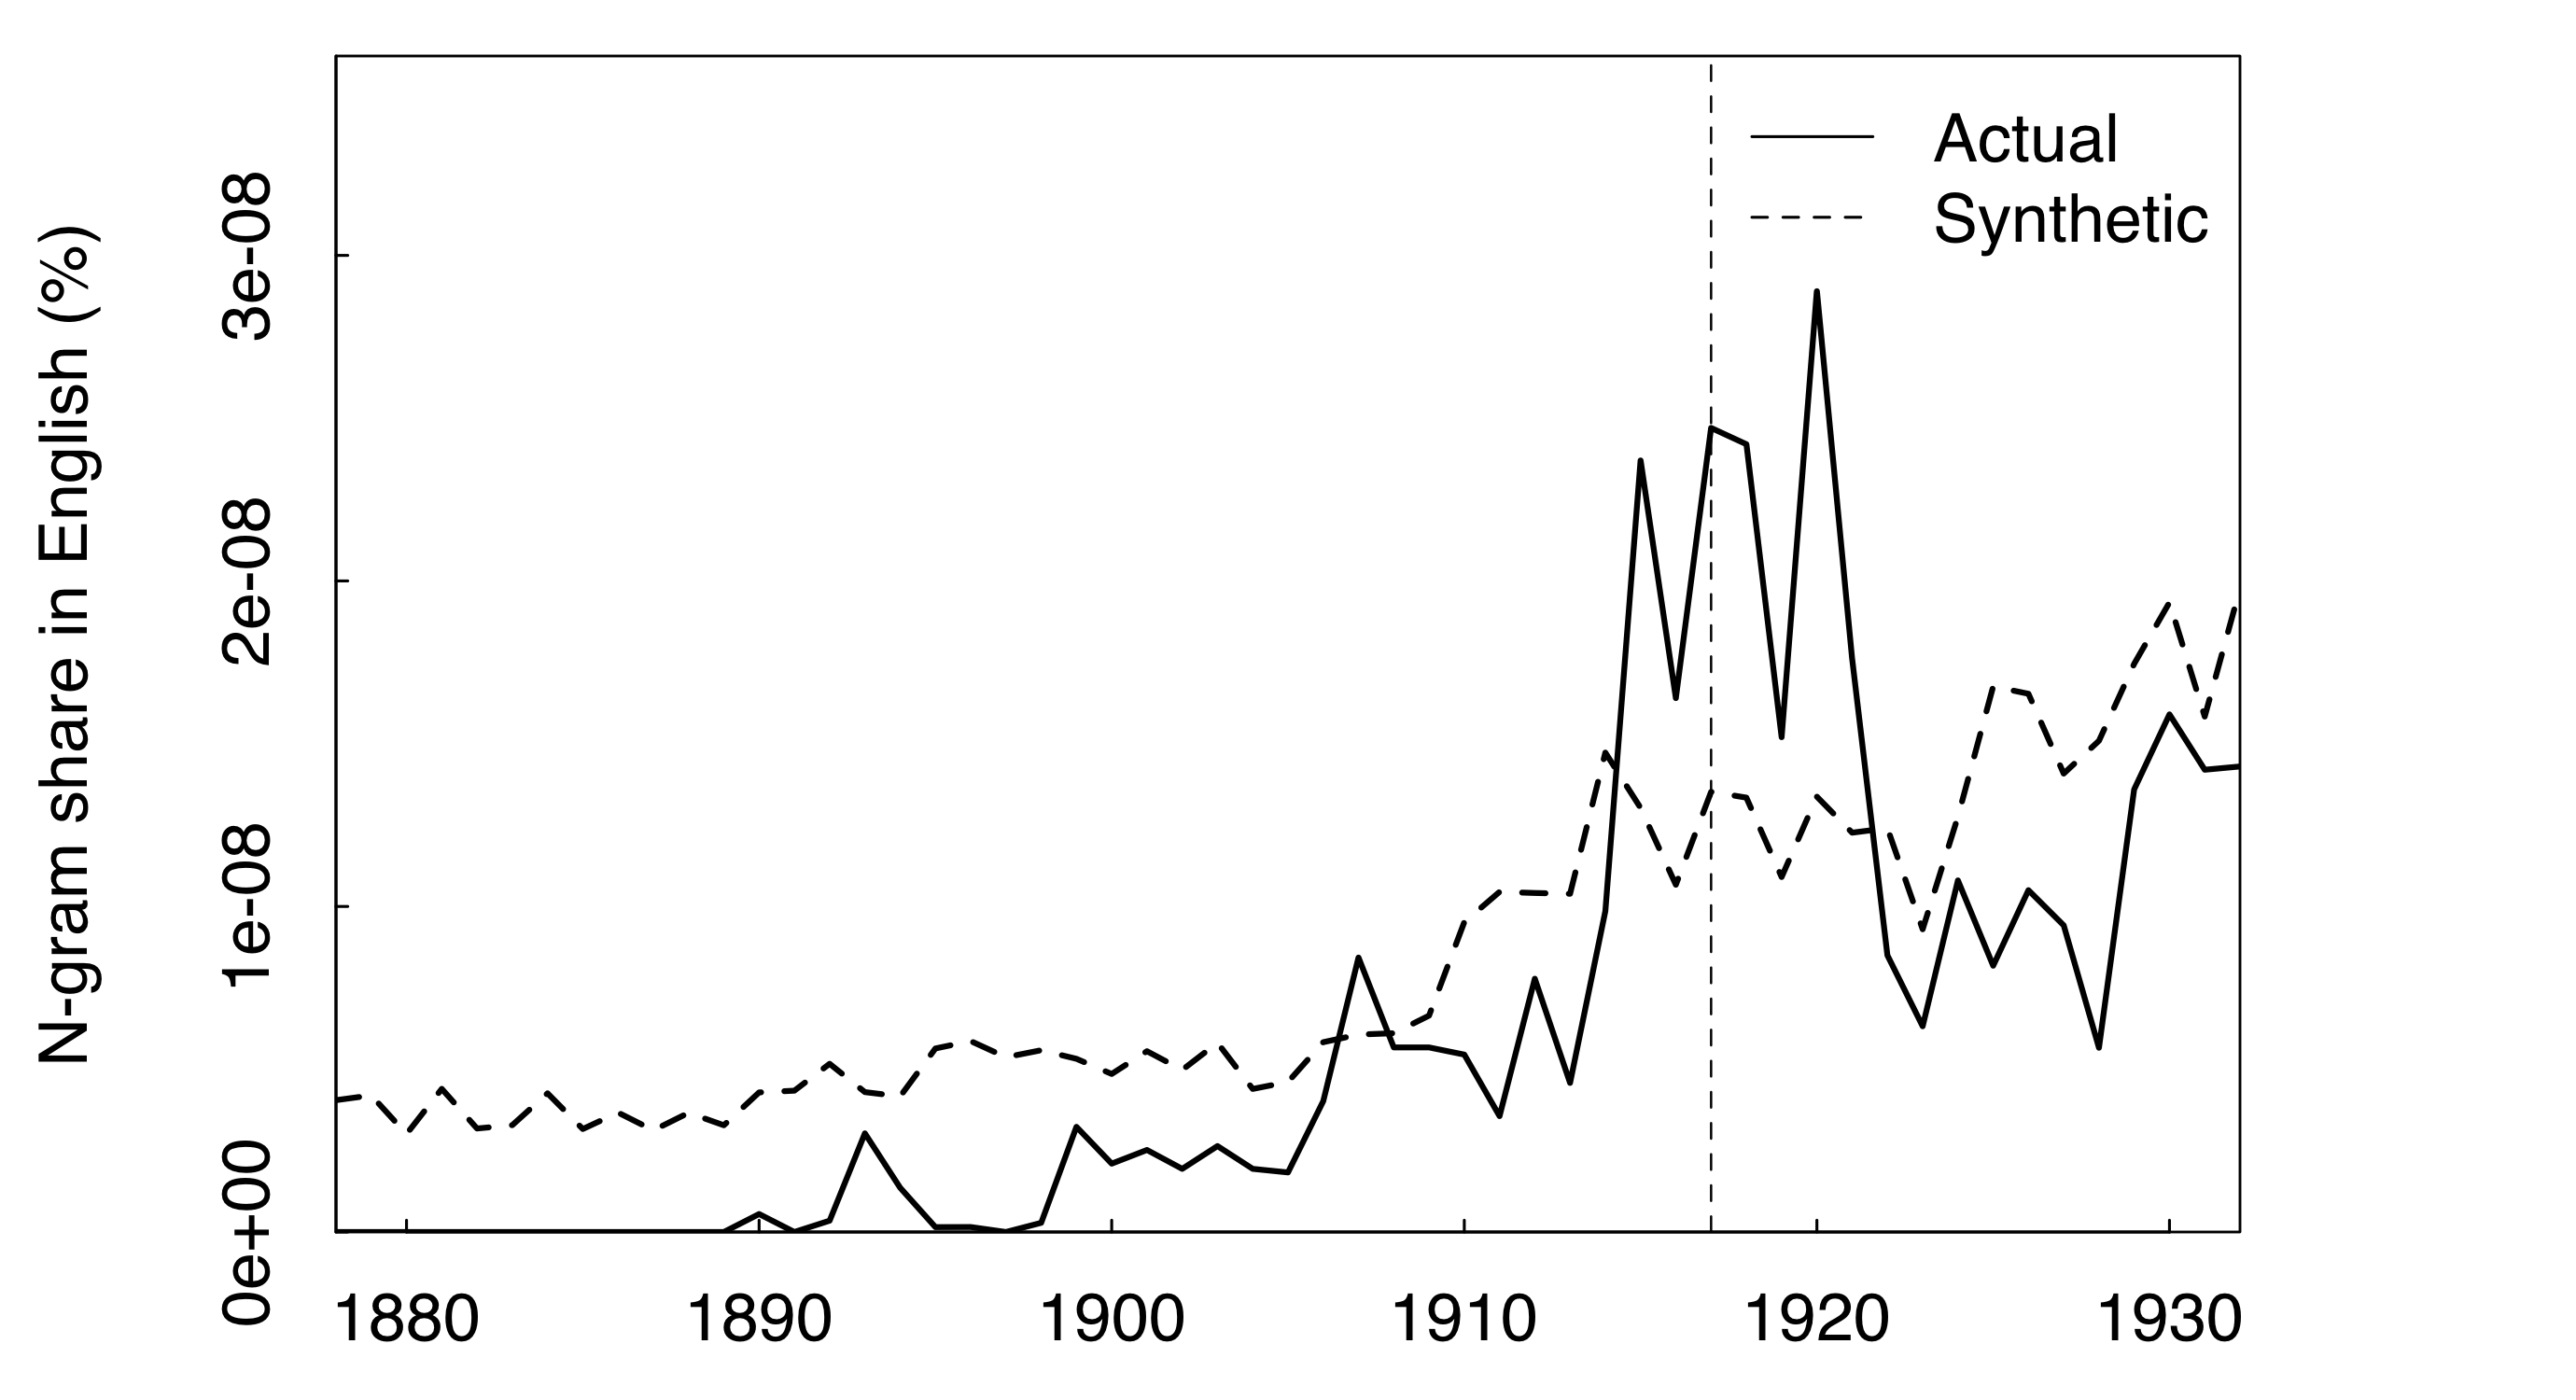 N-gram share in English (%)
3e-08
2e-08
1e-08
0e+00
Actual
Synthetic
1880 1890 1900 1910 1920 1930